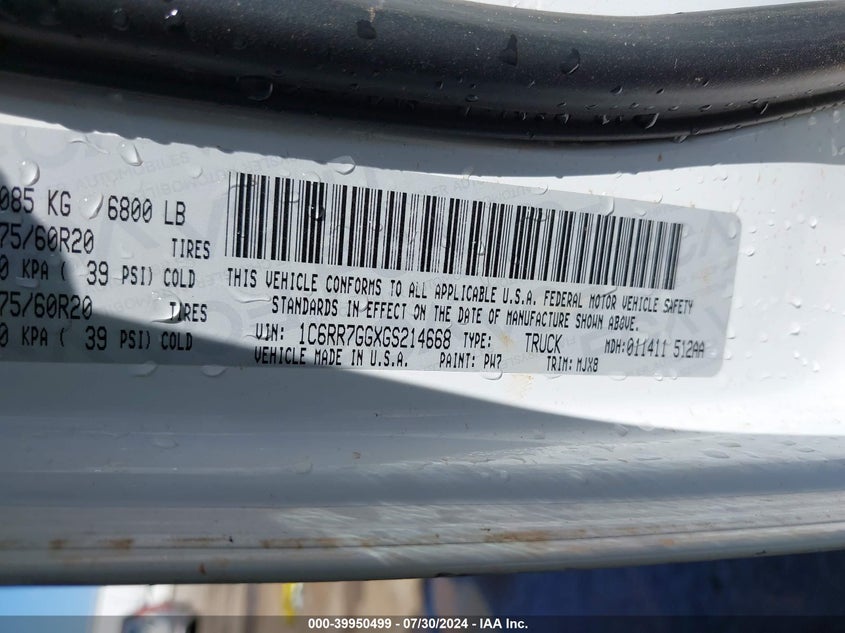 085 KG / 6800 LB
75/60R20 TIRES
0 KPA ( 39 PSI) COLD
75/60R20 TIRES
0 KPA ( 39 PSI) COLD
THIS VEHICLE CONFORMS TO ALL APPLICABLE U.S.A. FEDERAL MOTOR VEHICLE SAFETY
STANDARDS IN EFFECT ON THE DATE OF MANUFACTURE SHOWN ABOVE.
VIN: 1C6RR7GGXGS214668 TYPE: TRUCK MDH:011411 512AA
VEHICLE MADE IN U.S.A. PAINT: PW7 TRIM: MJX8
000-39950499 - 07/30/2024 - IAA, Inc.